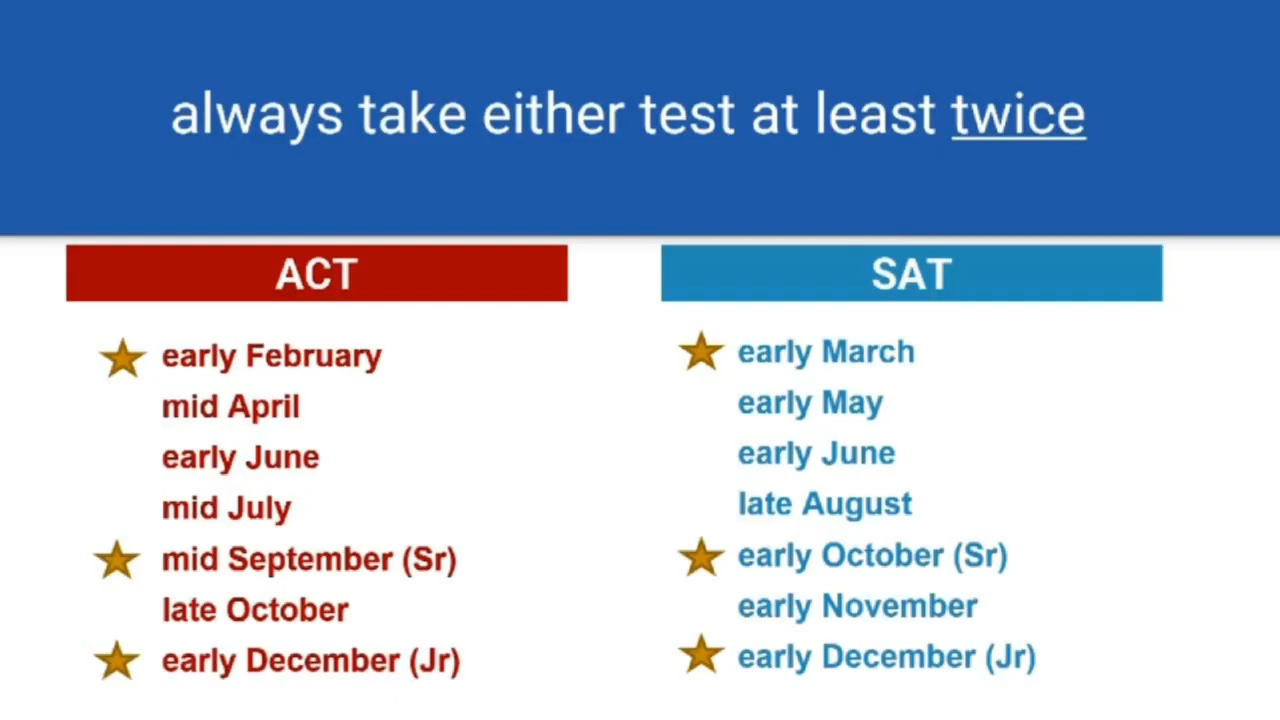 always take either test at least twice
ACT
early February
mid April
early June
mid July
mid September (Sr)
late October
early December (Jr)
SAT
early March
early May
early June
late August
early October (Sr)
early November
early December (Jr)